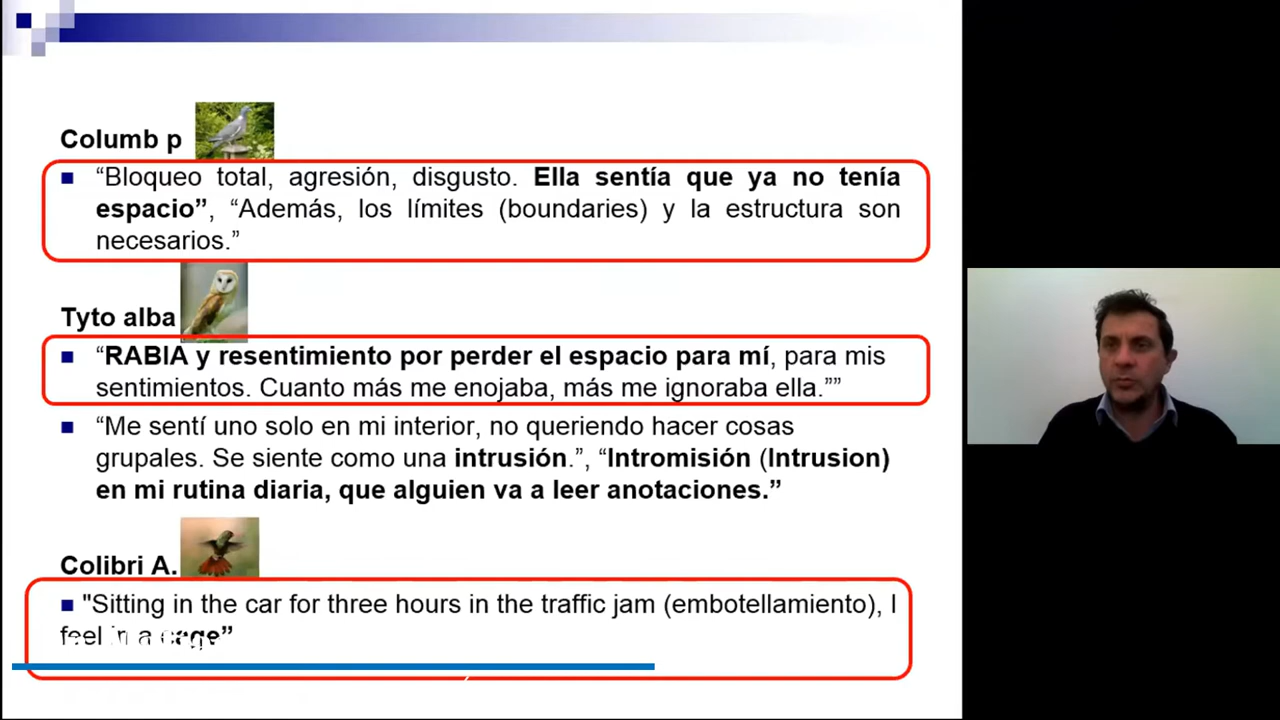 Columb p
“Bloqueo total, agresión, disgusto. Ella sentía que ya no tenía
espacio”, “Además, los límites (boundaries) y la estructura son
necesarios.”
Tyto alba
“RABIA y resentimiento por perder el espacio para mí, para mis
sentimientos. Cuanto más me enojaba, más me ignoraba ella.””
“Me sentí uno solo en mi interior, no queriendo hacer cosas
grupales. Se siente como una intrusión.”, “Intromisión (Intrusion)
en mi rutina diaria, que alguien va a leer anotaciones.”
Colibri A.
"Sitting in the car for three hours in the traffic jam (embotellamiento), I
feel in a cage”